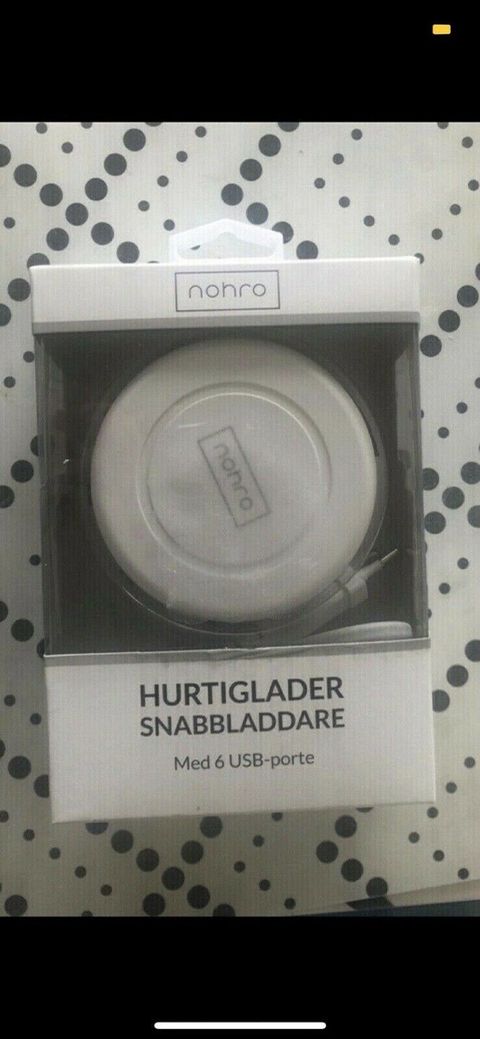 nohro
nohro
HURTIGLADER
SNABBLADDARE
Med 6 USB-porte